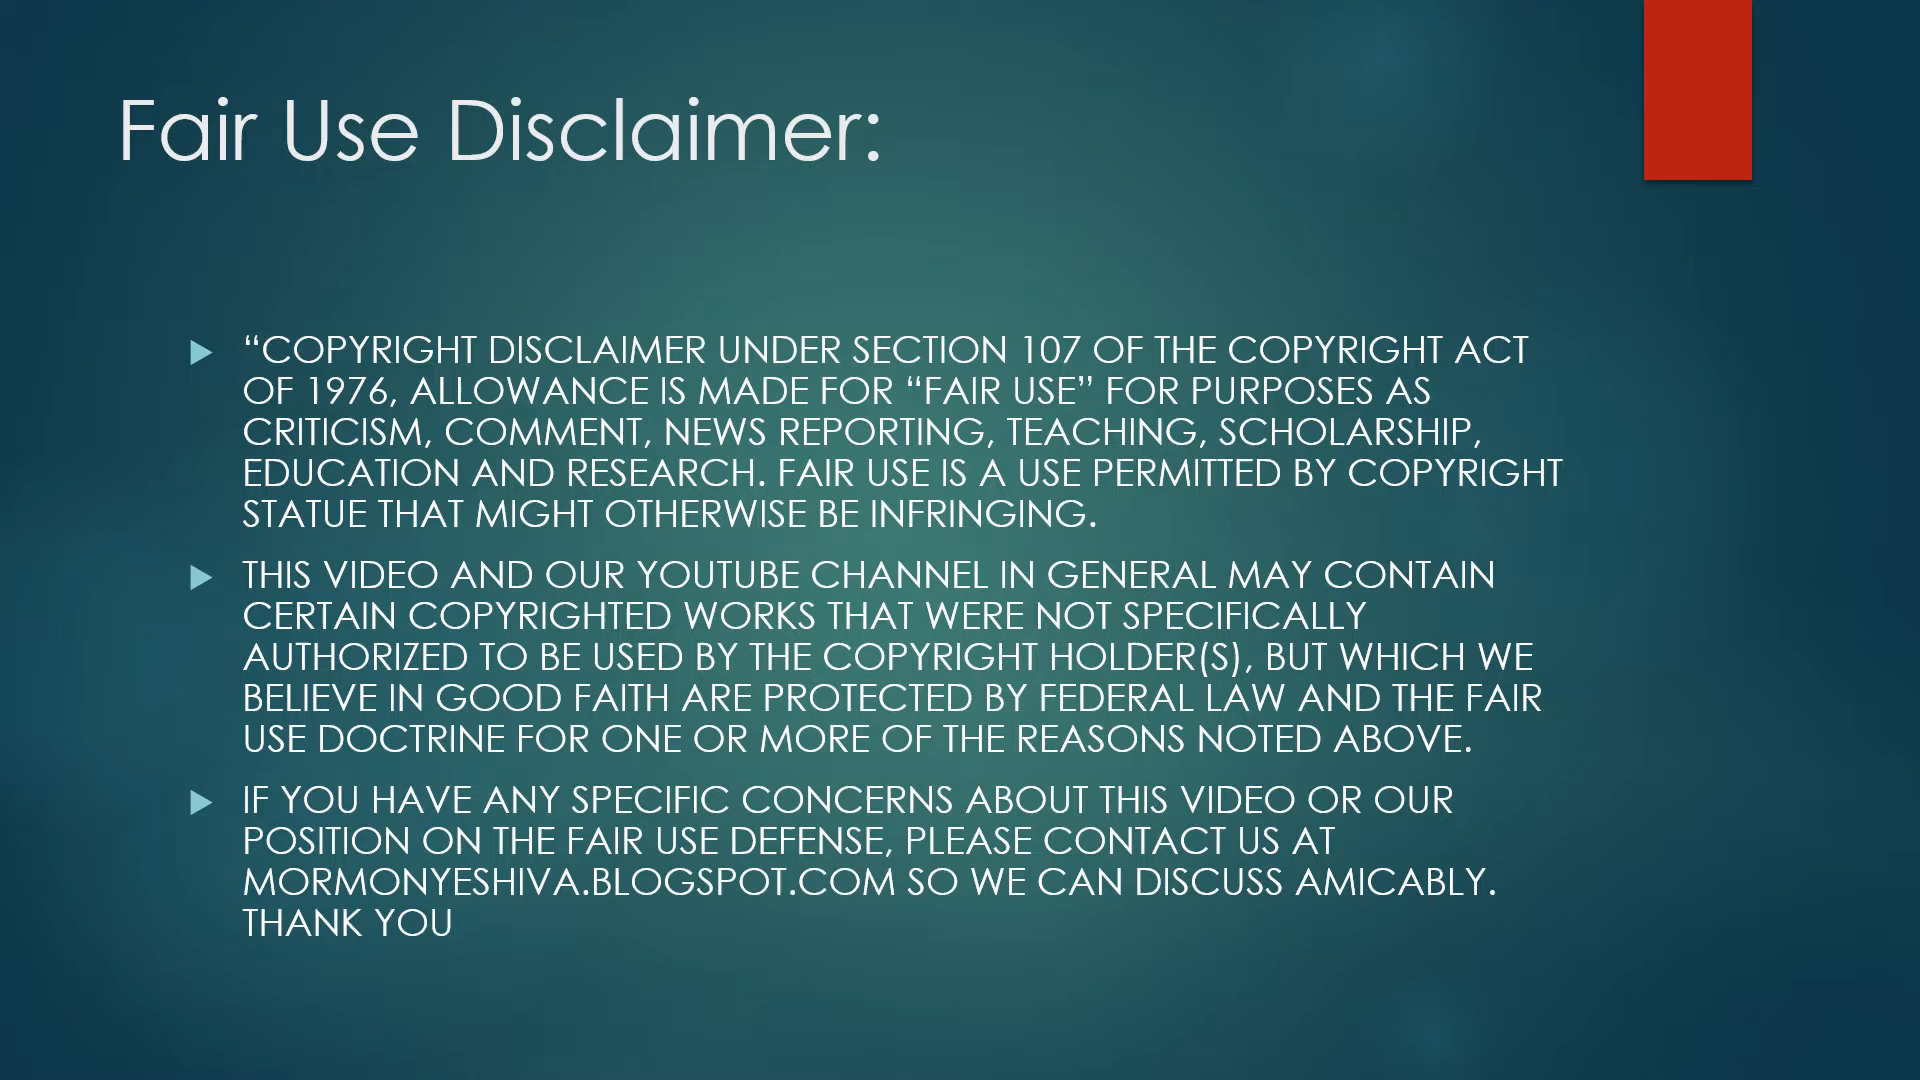 Fair Use Disclaimer:
“COPYRIGHT DISCLAIMER UNDER SECTION 107 OF THE COPYRIGHT ACT
OF 1976, ALLOWANCE IS MADE FOR “FAIR USE” FOR PURPOSES AS
CRITICISM, COMMENT, NEWS REPORTING, TEACHING, SCHOLARSHIP,
EDUCATION AND RESEARCH. FAIR USE IS A USE PERMITTED BY COPYRIGHT
STATUE THAT MIGHT OTHERWISE BE INFRINGING.
THIS VIDEO AND OUR YOUTUBE CHANNEL IN GENERAL MAY CONTAIN
CERTAIN COPYRIGHTED WORKS THAT WERE NOT SPECIFICALLY
AUTHORIZED TO BE USED BY THE COPYRIGHT HOLDER(S), BUT WHICH WE
BELIEVE IN GOOD FAITH ARE PROTECTED BY FEDERAL LAW AND THE FAIR
USE DOCTRINE FOR ONE OR MORE OF THE REASONS NOTED ABOVE.
IF YOU HAVE ANY SPECIFIC CONCERNS ABOUT THIS VIDEO OR OUR
POSITION ON THE FAIR USE DEFENSE, PLEASE CONTACT US AT
MORMONYESHIVA.BLOGSPOT.COM SO WE CAN DISCUSS AMICABLY.
THANK YOU